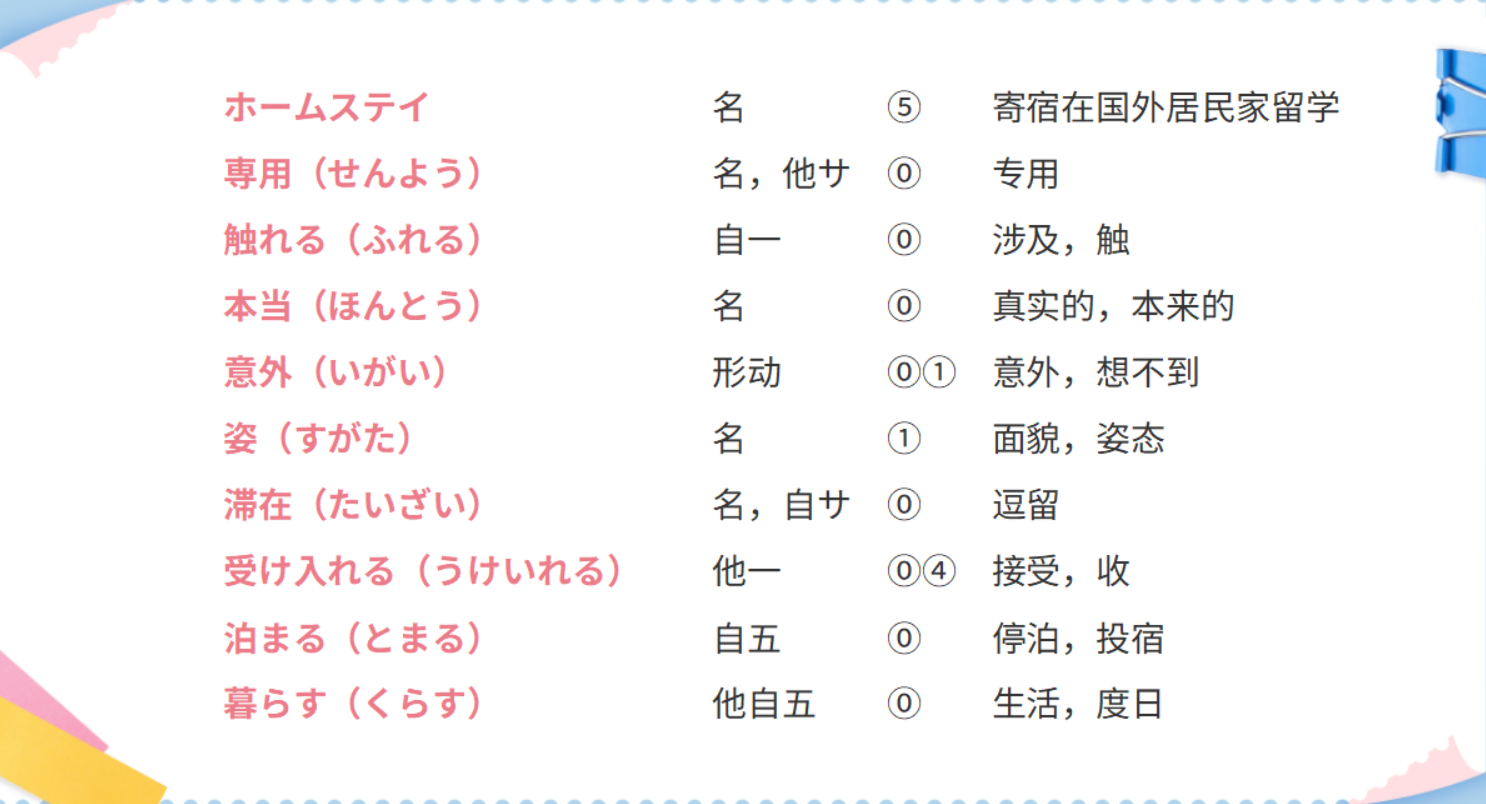 ホームステイ 名 ⑤ 寄宿在国外居民家留学
専用（せんよう） 名，他サ ⓪ 专用
触れる（ふれる） 自一 ⓪ 涉及，触
本当（ほんとう） 名 ⓪ 真实的，本来的
意外（いがい） 形动 ⓪① 意外，想不到
姿（すがた） 名 ① 面貌，姿态
滞在（たいざい） 名，自サ ⓪ 逗留
受け入れる（うけいれる） 他一 ⓪④ 接受，收
泊まる（とまる） 自五 ⓪ 停泊，投宿
暮らす（くらす） 他自五 ⓪ 生活，度日